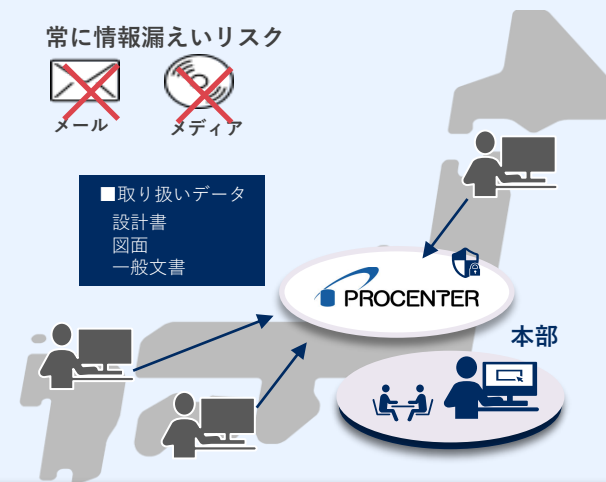 常に情報漏えいリスク
メール
メディア
■取り扱いデータ
設計書
図面
一般文書
PROCENTER
本部